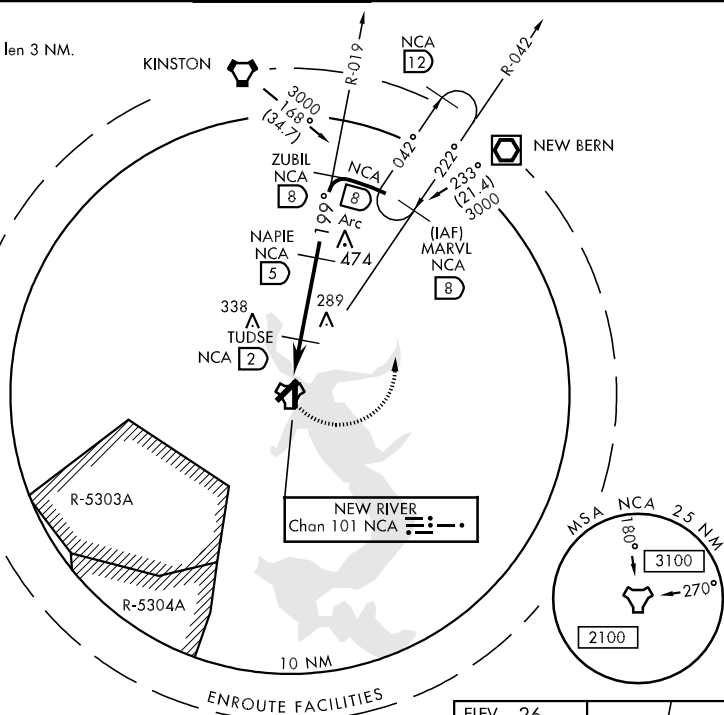 len 3 NM.
KINSTON
3000
168°
(34.7)
R-019
NCA
12
R-042
042°
222°
NEW BERN
233°
(21.4)
3000
ZUBIL
NCA
8
NCA
8
Arc
199°
(IAF)
MARVL
NCA
8
NAPIE
NCA
5
474
338
289
TUDSE
NCA 2
NEW RIVER
Chan 101 NCA
R-5303A
R-5304A
10 NM
ENROUTE FACILITIES
MSA NCA 25 NM
180°
3100
270°
2100
ELEV 26